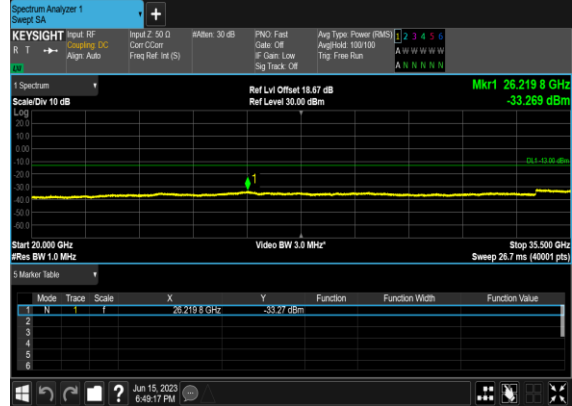 Spectrum Analyzer 1
Swept SA
+
KEYSIGHT Input: RF Input Z: 50 Ω #Atten: 30 dB PNO: Fast Avg Type: Power (RMS) 1 2 3 4 5 6
R T Coupling: DC Corr CCorr Gate: Off Avg|Hold: 100/100 A W W W W W
Align: Auto Freq Ref: Int (S) IF Gain: Low Trig: Free Run
Sig Track: Off A N N N N N
1 Spectrum Ref Lvl Offset 18.67 dB Mkr1 26.219 8 GHz
Scale/Div 10 dB Ref Level 30.00 dBm -33.269 dBm
Log
20.0
10.0
0.00
-10.0 DL1 -13.00 dBm
-20.0
1
-30.0
-40.0
-50.0
-60.0
Start 20.000 GHz Video BW 3.0 MHz* Stop 35.500 GHz
#Res BW 1.0 MHz Sweep 26.7 ms (40001 pts)
5 Marker Table
Mode Trace Scale X Y Function Function Width Function Value
1 N 1 f 26.219 8 GHz -33.27 dBm
2
3
4
5
6
? Jun 15, 2023
6:49:17 PM